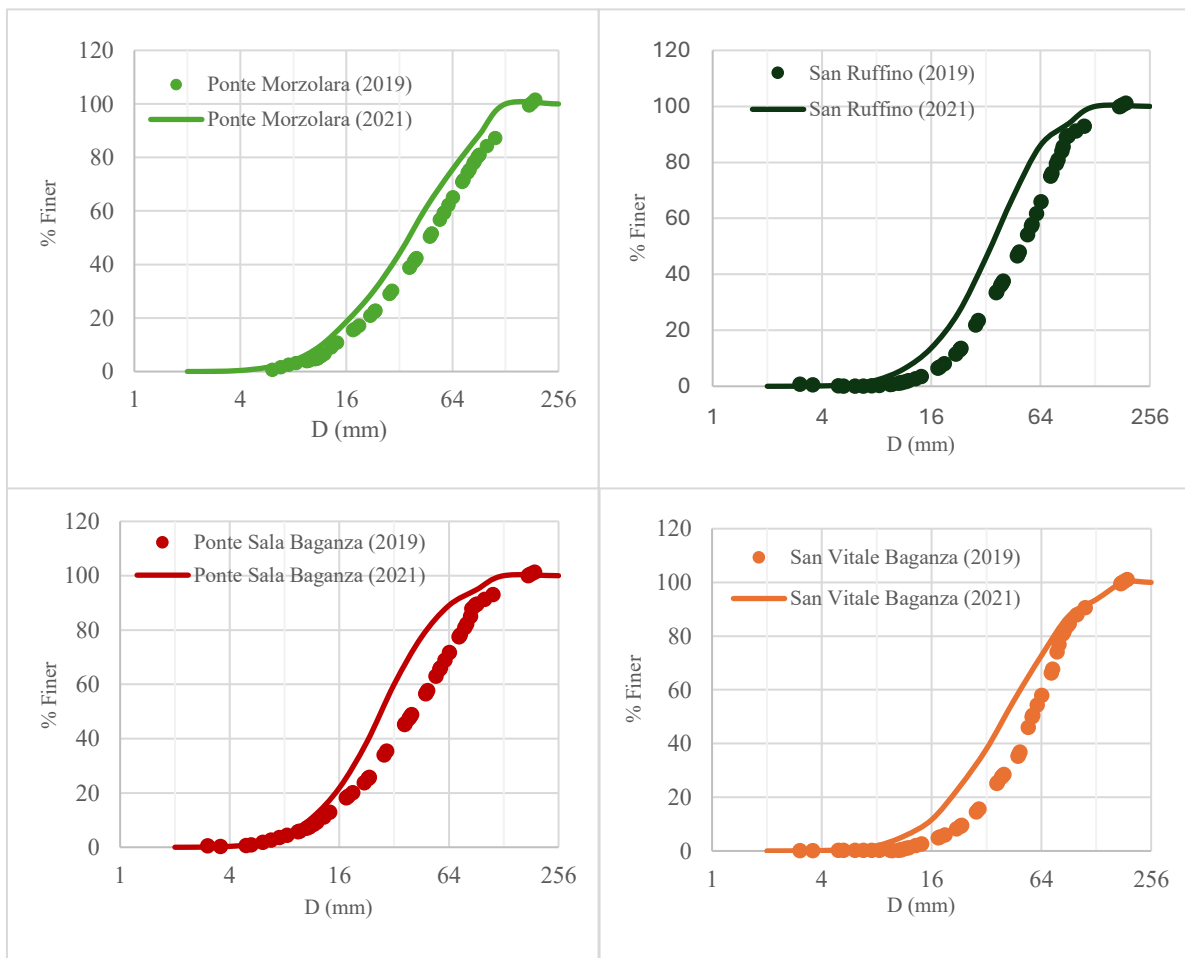 120
100
80
60
40
20
0
% Finer
Ponte Morzolara (2019)
Ponte Morzolara (2021)
1 4 16 64 256
D (mm)
120
100
80
60
40
20
0
% Finer
San Ruffino (2019)
San Ruffino (2021)
1 4 16 64 256
D (mm)
120
100
80
60
40
20
0
% Finer
Ponte Sala Baganza (2019)
Ponte Sala Baganza (2021)
1 4 16 64 256
D (mm)
120
100
80
60
40
20
0
% Finer
San Vitale Baganza (2019)
San Vitale Baganza (2021)
1 4 16 64 256
D (mm)